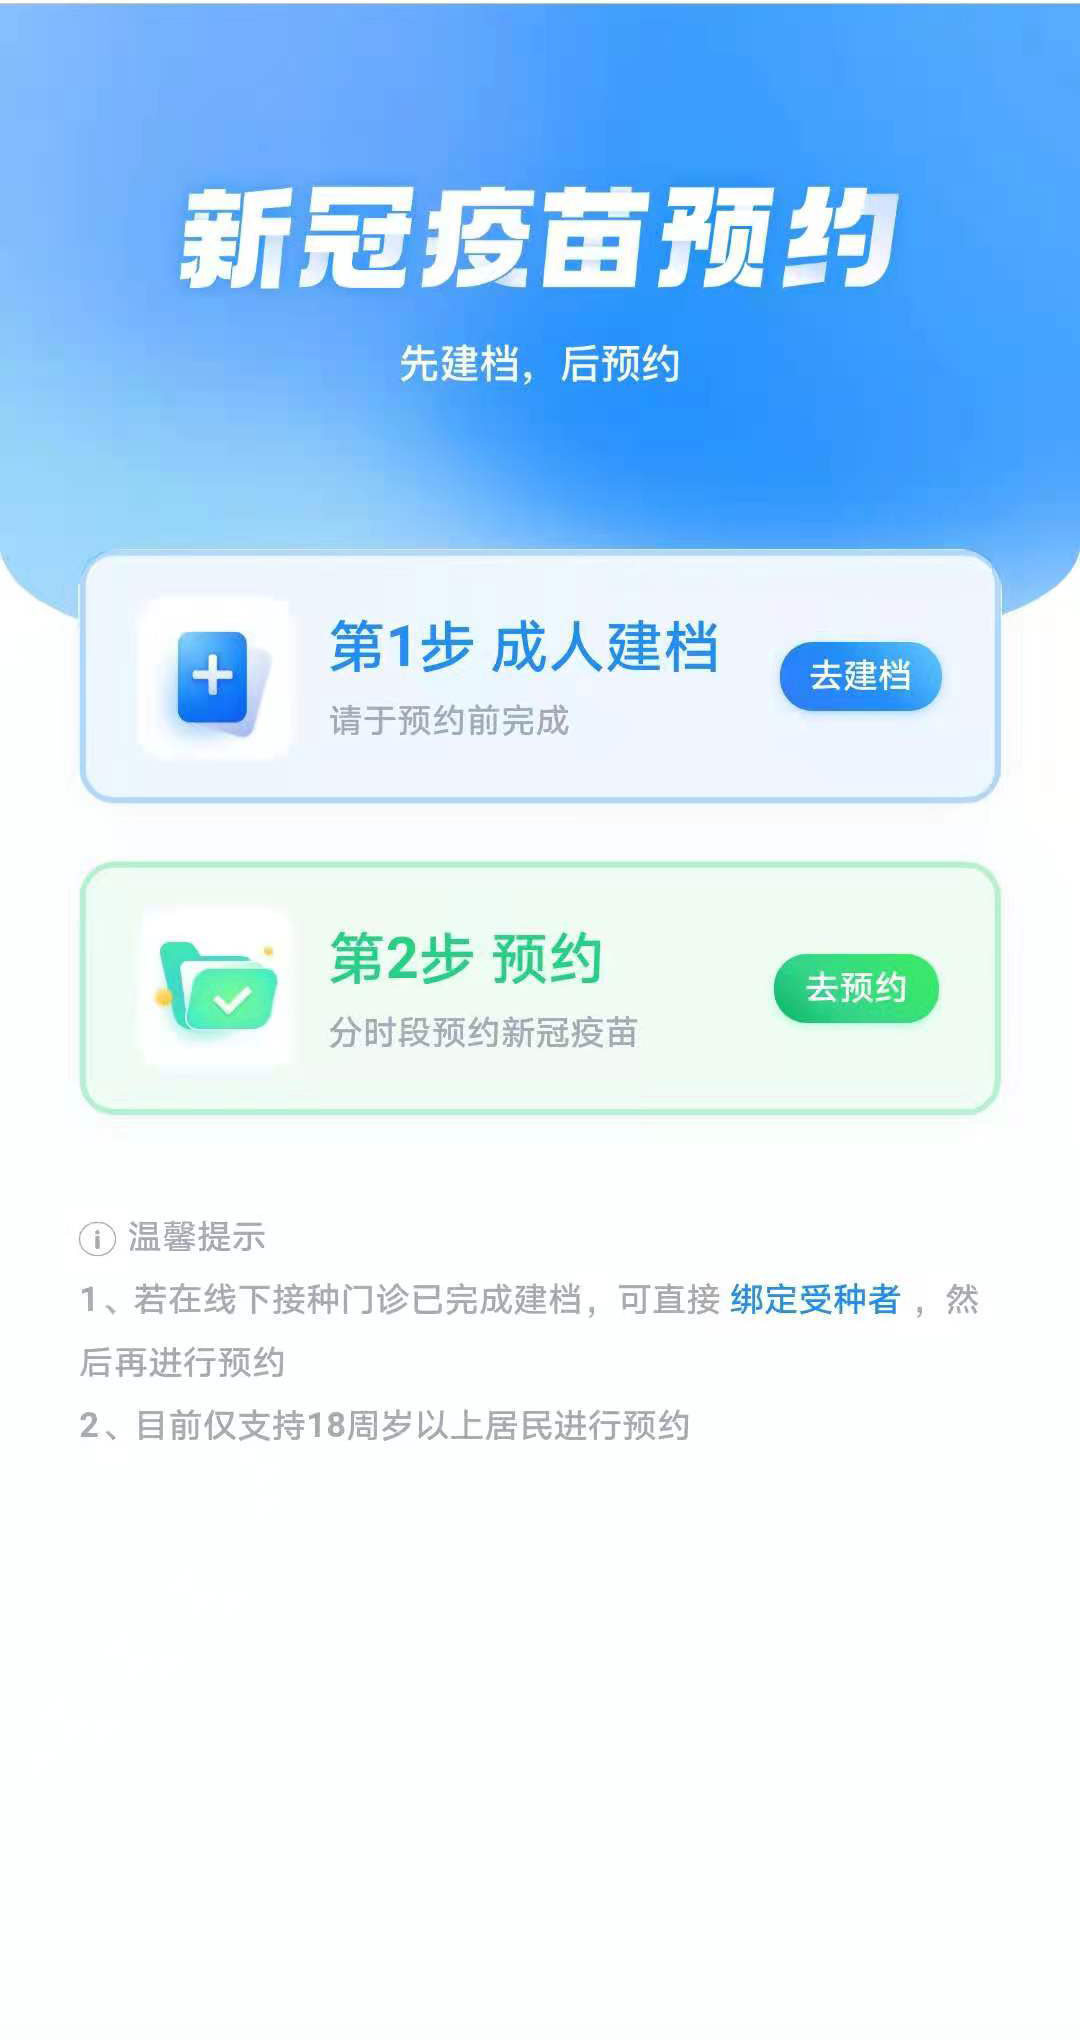 新冠疫苗预约
先建档，后预约
第1步 成人建档
请于预约前完成
去建档
第2步 预约
分时段预约新冠疫苗
去预约
温馨提示
1、若在线下接种门诊已完成建档，可直接 绑定受种者 ，然
后再进行预约
2、目前仅支持18周岁以上居民进行预约